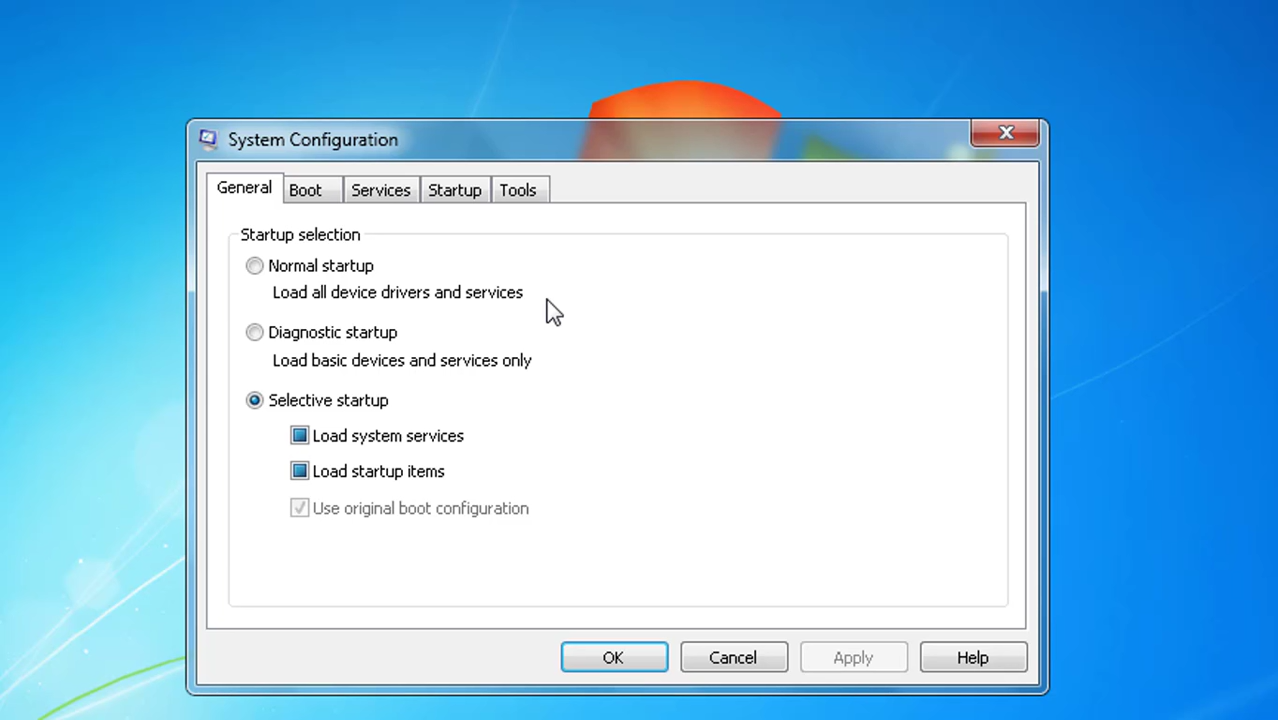 System Configuration
General Boot Services Startup Tools
Startup selection
Normal startup
Load all device drivers and services
Diagnostic startup
Load basic devices and services only
Selective startup
Load system services
Load startup items
Use original boot configuration
OK Cancel Apply Help